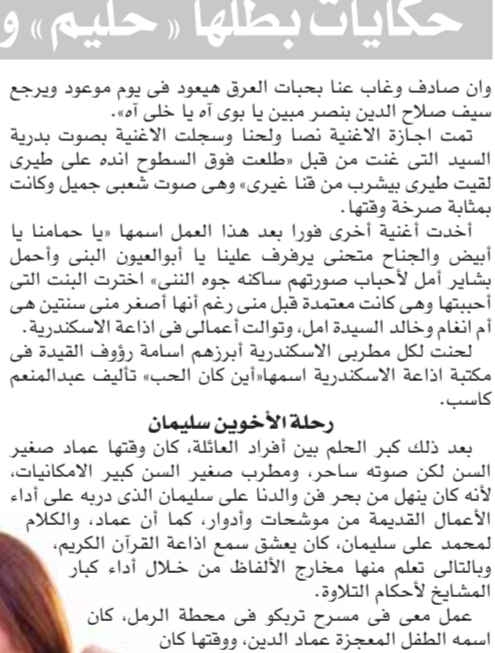 حكايات بطلها «حليم» و
وان صادف وغاب عنا بحبات العرق هيعود فى يوم موعود ويرجع
سيف صلاح الدين بنصر مبين يا بوى آه يا خلى آه».
تمت اجازة الاغنية نصا ولحنا وسجلت الاغنية بصوت بدرية
السيد التى غنت من قبل «طلعت فوق السطوح انده على طيرى
لقيت طيرى بيشرب من قنا غيرى» وهى صوت شعبى جميل وكانت
بمثابة صرخة وقتها.
أخدت أغنية أخرى فورا بعد هذا العمل اسمها «يا حمامنا يا
أبيض والجناح متحنى يرفرف علينا يا أبوالعيون البنى وأحمل
بشاير أمل لأحباب صورتهم ساكنه جوه الننى» اخترت البنت التى
أحببتها وهى كانت معتمدة قبل منى رغم أنها أصغر منى سنتين هى
أم انغام وخالد السيدة امل، وتوالت أعمالى فى اذاعة الاسكندرية.
لحنت لكل مطربى الاسكندرية أبرزهم اسامة رؤوف القيدة فى
مكتبة اذاعة الاسكندرية اسمها«أين كان الحب» تأليف عبدالمنعم
كاسب.
رحلة الأخوين سليمان
بعد ذلك كبر الحلم بين أفراد العائلة، كان وقتها عماد صغير
السن لكن صوته ساحر، ومطرب صغير السن كبير الامكانيات،
لأنه كان ينهل من بحر فن والدنا على سليمان الذى دربه على أداء
الأعمال القديمة من موشحات وأدوار، كما أن عماد، والكلام
لمحمد على سليمان، كان يعشق سمع اذاعة القرآن الكريم،
وبالتالى تعلم منها مخارج الألفاظ من خلال أداء كبار
المشايخ لأحكام التلاوة.
عمل معى فى مسرح تريكو فى محطة الرمل، كان
اسمه الطفل المعجزة عماد الدين، ووقتها كان